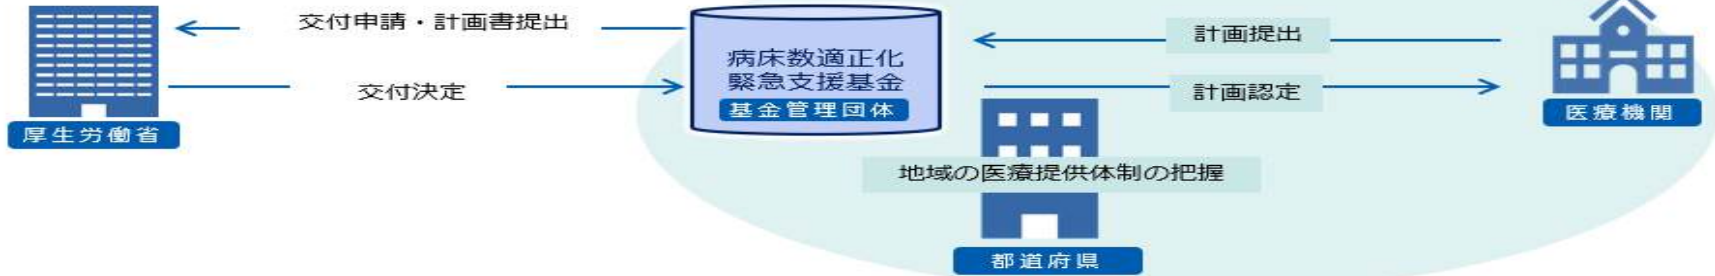 交付申請・計画書提出
交付決定
厚生労働省
病床数適正化
緊急支援基金
基金管理団体
計画提出
計画認定
医療機関
地域の医療提供体制の把握
都道府県